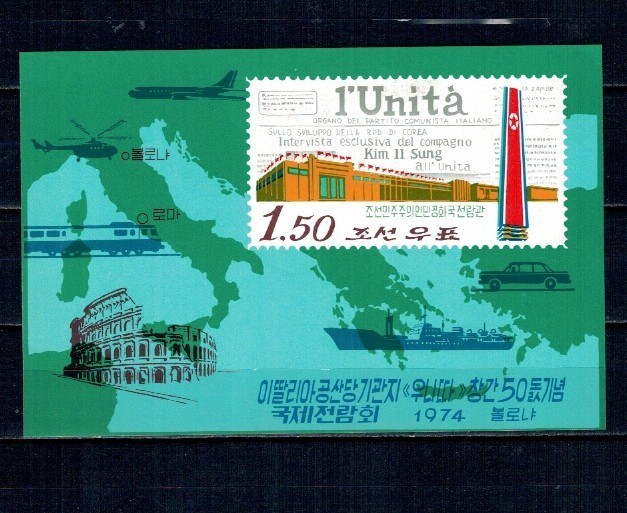 l'Unità
ORGANO DEL PARTITO COMUNISTA ITALIANO
SULLO SVILUPPO DELLA RPD DI COREA
Intervista esclusiva del compagno
Kim Il Sung
all'Unità
조선민주주의인민공화국전람관
1.50 조선우표
볼로냐
로마
이딸리아공산당기관지《우니따》창간50돐기념
국제전람회 1974 볼로냐